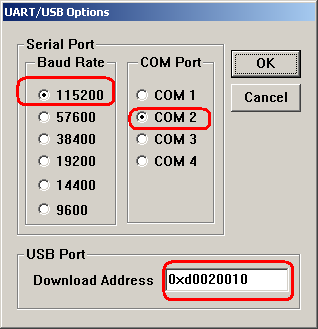 UART/USB Options
Serial Port
Baud Rate
115200
57600
38400
19200
14400
9600
COM Port
COM 1
COM 2
COM 3
COM 4
OK
Cancel
USB Port
Download Address 0xd0020010